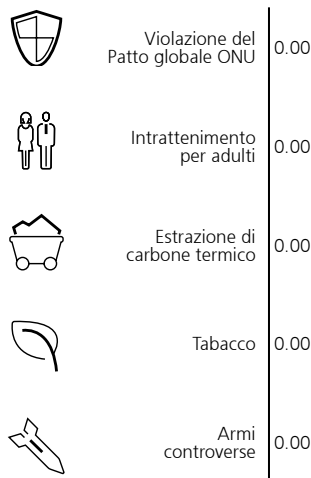 Violazione del
Patto globale ONU
0.00
Intrattenimento
per adulti
0.00
Estrazione di
carbone termico
0.00
Tabacco
0.00
Armi
controverse
0.00